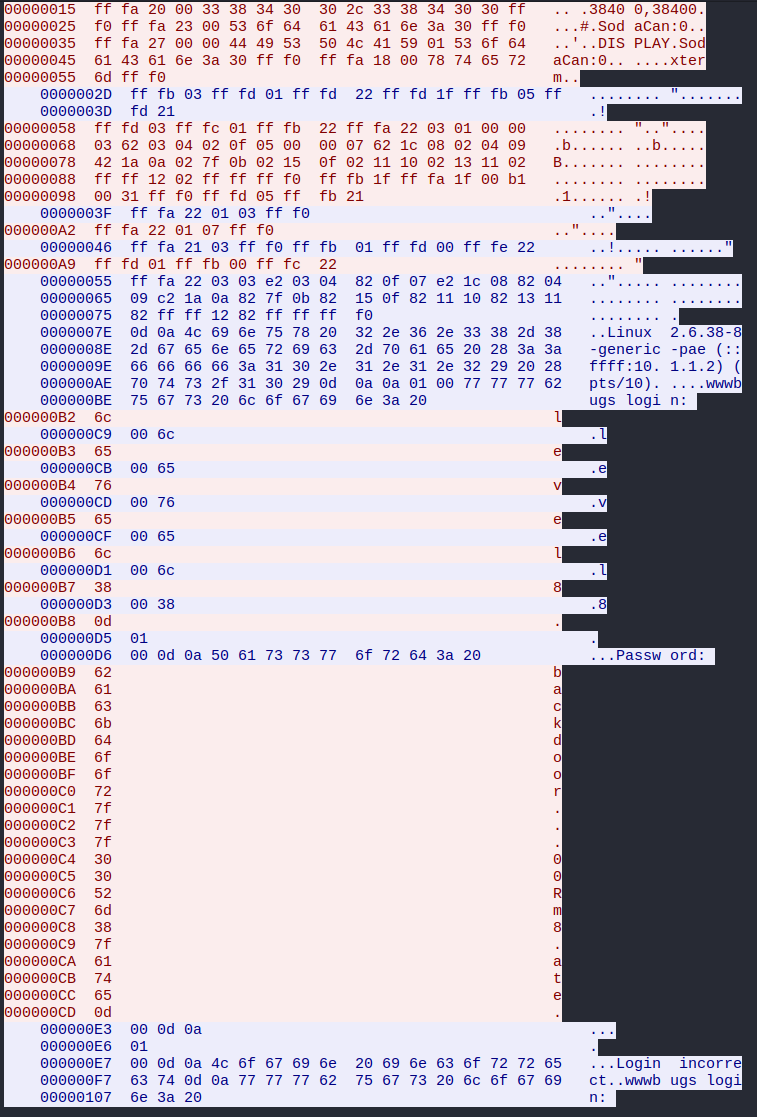 00000015 ff fa 20 00 33 38 34 30 30 2c 33 38 34 30 30 ff .. .3840 0,38400.
00000025 f0 ff fa 23 00 53 6f 64 61 43 61 6e 3a 30 ff f0 ...#.Sod aCan:0..
00000035 ff fa 27 00 00 44 49 53 50 4c 41 59 01 53 6f 64 ..'..DIS PLAY.Sod
00000045 61 43 61 6e 3a 30 ff f0 ff fa 18 00 78 74 65 72 aCan:0.. ....xter
00000055 6d ff f0 m..
0000002D ff fb 03 ff fd 01 ff fd 22 ff fd 1f ff fb 05 ff ........ ".......
0000003D fd 21 .!
00000058 ff fd 03 ff fc 01 ff fb 22 ff fa 22 03 01 00 00 ........ ".."....
00000068 03 62 03 04 02 0f 05 00 00 07 62 1c 08 02 04 09 .b...... ..b.....
00000078 42 1a 0a 02 7f 0b 02 15 0f 02 11 10 02 13 11 02 B....... ........
00000088 ff ff 12 02 ff ff ff f0 ff fb 1f ff fa 1f 00 b1 ........ ........
00000098 00 31 ff f0 ff fd 05 ff fb 21 .1...... .!
0000003F ff fa 22 01 03 ff f0 .."....
000000A2 ff fa 22 01 07 ff f0 .."....
00000046 ff fa 21 03 ff f0 ff fb 01 ff fd 00 ff fe 22 ..!..... ......"
000000A9 ff fd 01 ff fb 00 ff fc 22 ........ "
00000055 ff fa 22 03 03 e2 03 04 82 0f 07 e2 1c 08 82 04 .."..... ........
00000065 09 c2 1a 0a 82 7f 0b 82 15 0f 82 11 10 82 13 11 ........ ........
00000075 82 ff ff 12 82 ff ff ff f0 ........ .
0000007E 0d 0a 4c 69 6e 75 78 20 32 2e 36 2e 33 38 2d 38 ..Linux 2.6.38-8
0000008E 2d 67 65 6e 65 72 69 63 2d 70 61 65 20 28 3a 3a -generic -pae (::
0000009E 66 66 66 66 3a 31 30 2e 31 2e 31 2e 32 29 20 28 ffff:10. 1.1.2) (
000000AE 70 74 73 2f 31 30 29 0d 0a 0a 01 00 77 77 77 62 pts/10). ....wwwb
000000BE 75 67 73 20 6c 6f 67 69 6e 3a 20 ugs logi n:
000000B2 6c l
000000C9 00 6c .l
000000B3 65 e
000000CB 00 65 .e
000000B4 76 v
000000CD 00 76 .v
000000B5 65 e
000000CF 00 65 .e
000000B6 6c l
000000D1 00 6c .l
000000B7 38 8
000000D3 00 38 .8
000000B8 0d .
000000D5 01 .
000000D6 00 0d 0a 50 61 73 73 77 6f 72 64 3a 20 ...Passw ord:
000000B9 62 b
000000BA 61 a
000000BB 63 c
000000BC 6b k
000000BD 64 d
000000BE 6f o
000000BF 6f o
000000C0 72 r
000000C1 7f .
000000C2 7f .
000000C3 7f .
000000C4 30 0
000000C5 30 0
000000C6 52 R
000000C7 6d m
000000C8 38 8
000000C9 7f .
000000CA 61 a
000000CB 74 t
000000CC 65 e
000000CD 0d .
000000E3 00 0d 0a ...
000000E6 01 .
000000E7 00 0d 0a 4c 6f 67 69 6e 20 69 6e 63 6f 72 72 65 ...Login incorre
000000F7 63 74 0d 0a 77 77 77 62 75 67 73 20 6c 6f 67 69 ct..wwwb ugs logi
00000107 6e 3a 20 n: